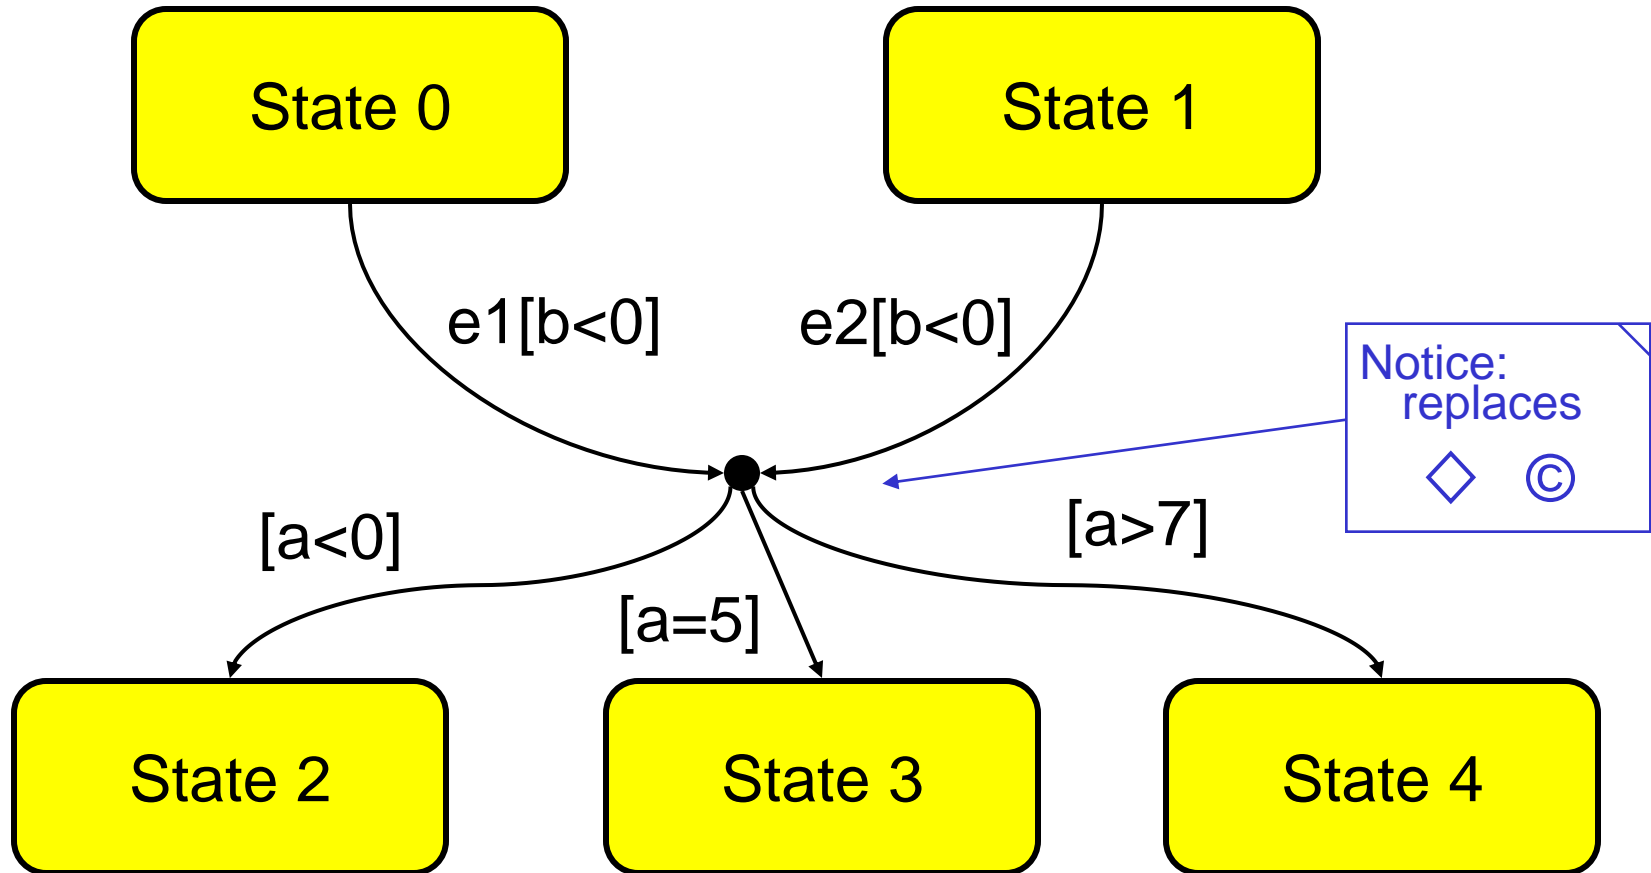 State 0
State 1
e1[b<0]
e2[b<0]
Notice:
replaces
©
[a<0]
[a=5]
[a>7]
State 2
State 3
State 4